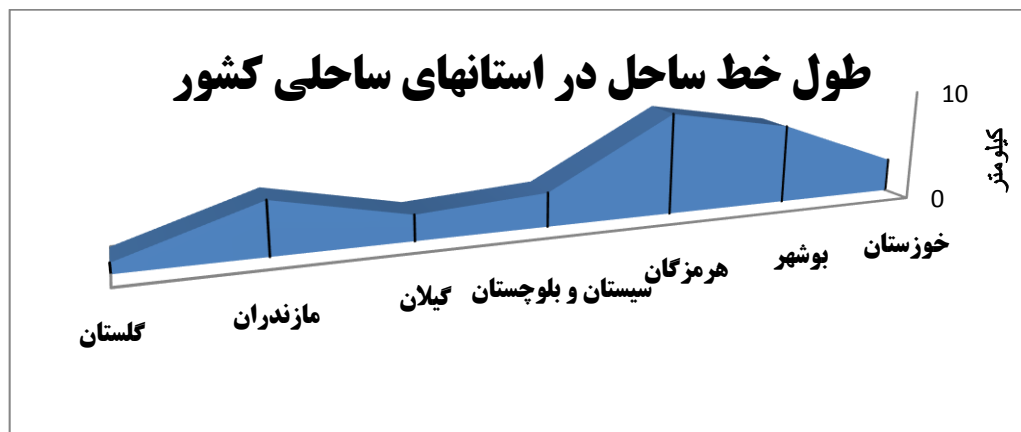 طول خط ساحل در استانهای ساحلی کشور
10
0
کیلومتر
خوزستان
بوشهر
هرمزگان
سیستان و بلوچستان
گیلان
مازندران
گلستان